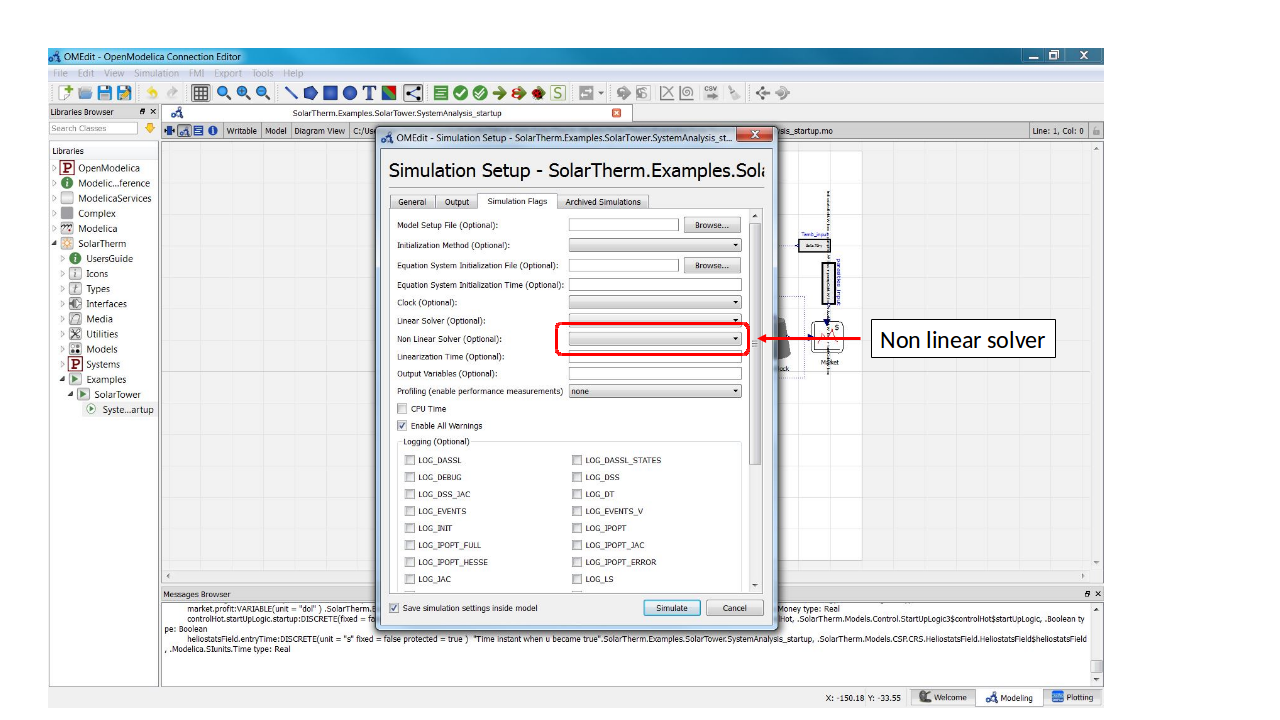 OMEdit - OpenModelica Connection Editor
File Edit View Simulation FMI Export Tools Help
Libraries Browser
SolarTherm.Examples.SolarTower.SystemAnalysis_startup
Search Classes
Writable Model Diagram View C:/Use
sis_startup.mo
Line: 1, Col: 0
Libraries
OpenModelica
Modelic...ference
ModelicaServices
Complex
Modelica
SolarTherm
UsersGuide
Icons
Types
Interfaces
Media
Utilities
Models
Systems
Examples
SolarTower
Syste...artup
OMEdit - Simulation Setup - SolarTherm.Examples.SolarTower.SystemAnalysis_st...
Simulation Setup - SolarTherm.Examples.Sola
General Output Simulation Flags Archived Simulations
Model Setup File (Optional): Browse...
Initialization Method (Optional):
Equation System Initialization File (Optional): Browse...
Equation System Initialization Time (Optional):
Clock (Optional):
Linear Solver (Optional):
Non Linear Solver (Optional):
Linearization Time (Optional):
Output Variables (Optional):
Profiling (enable performance measurements) none
CPU Time
Enable All Warnings
Logging (Optional)
LOG_DASSL LOG_DASSL_STATES
LOG_DEBUG LOG_DSS
LOG_DSS_JAC LOG_DT
LOG_EVENTS LOG_EVENTS_V
LOG_INIT LOG_IPOPT
LOG_IPOPT_FULL LOG_IPOPT_JAC
LOG_IPOPT_HESSE LOG_IPOPT_ERROR
LOG_JAC LOG_LS
Save simulation settings inside model Simulate Cancel
Temb_input
parasities_input
Market
ock
Non linear solver
Messages Browser
market.profit:VARIABLE(unit = "dol" ) .SolarTherm.E
Money type: Real
controlHot.startUpLogic.startup:DISCRETE(fixed = fa
Hot, .SolarTherm.Models.Control.StartUpLogic3$controlHot$startUpLogic, .Boolean ty
pe: Boolean
heliostatsField.entryTime:DISCRETE(unit = "s" fixed = false protected = true ) "Time instant when u became true".SolarTherm.Examples.SolarTower.SystemAnalysis_startup, .SolarTherm.Models.CSP.CRS.HeliostatsField.HeliostatsField$heliostatsField
, .Modelica.SIunits.Time type: Real
X: -150.18 Y: -33.55 Welcome Modeling Plotting